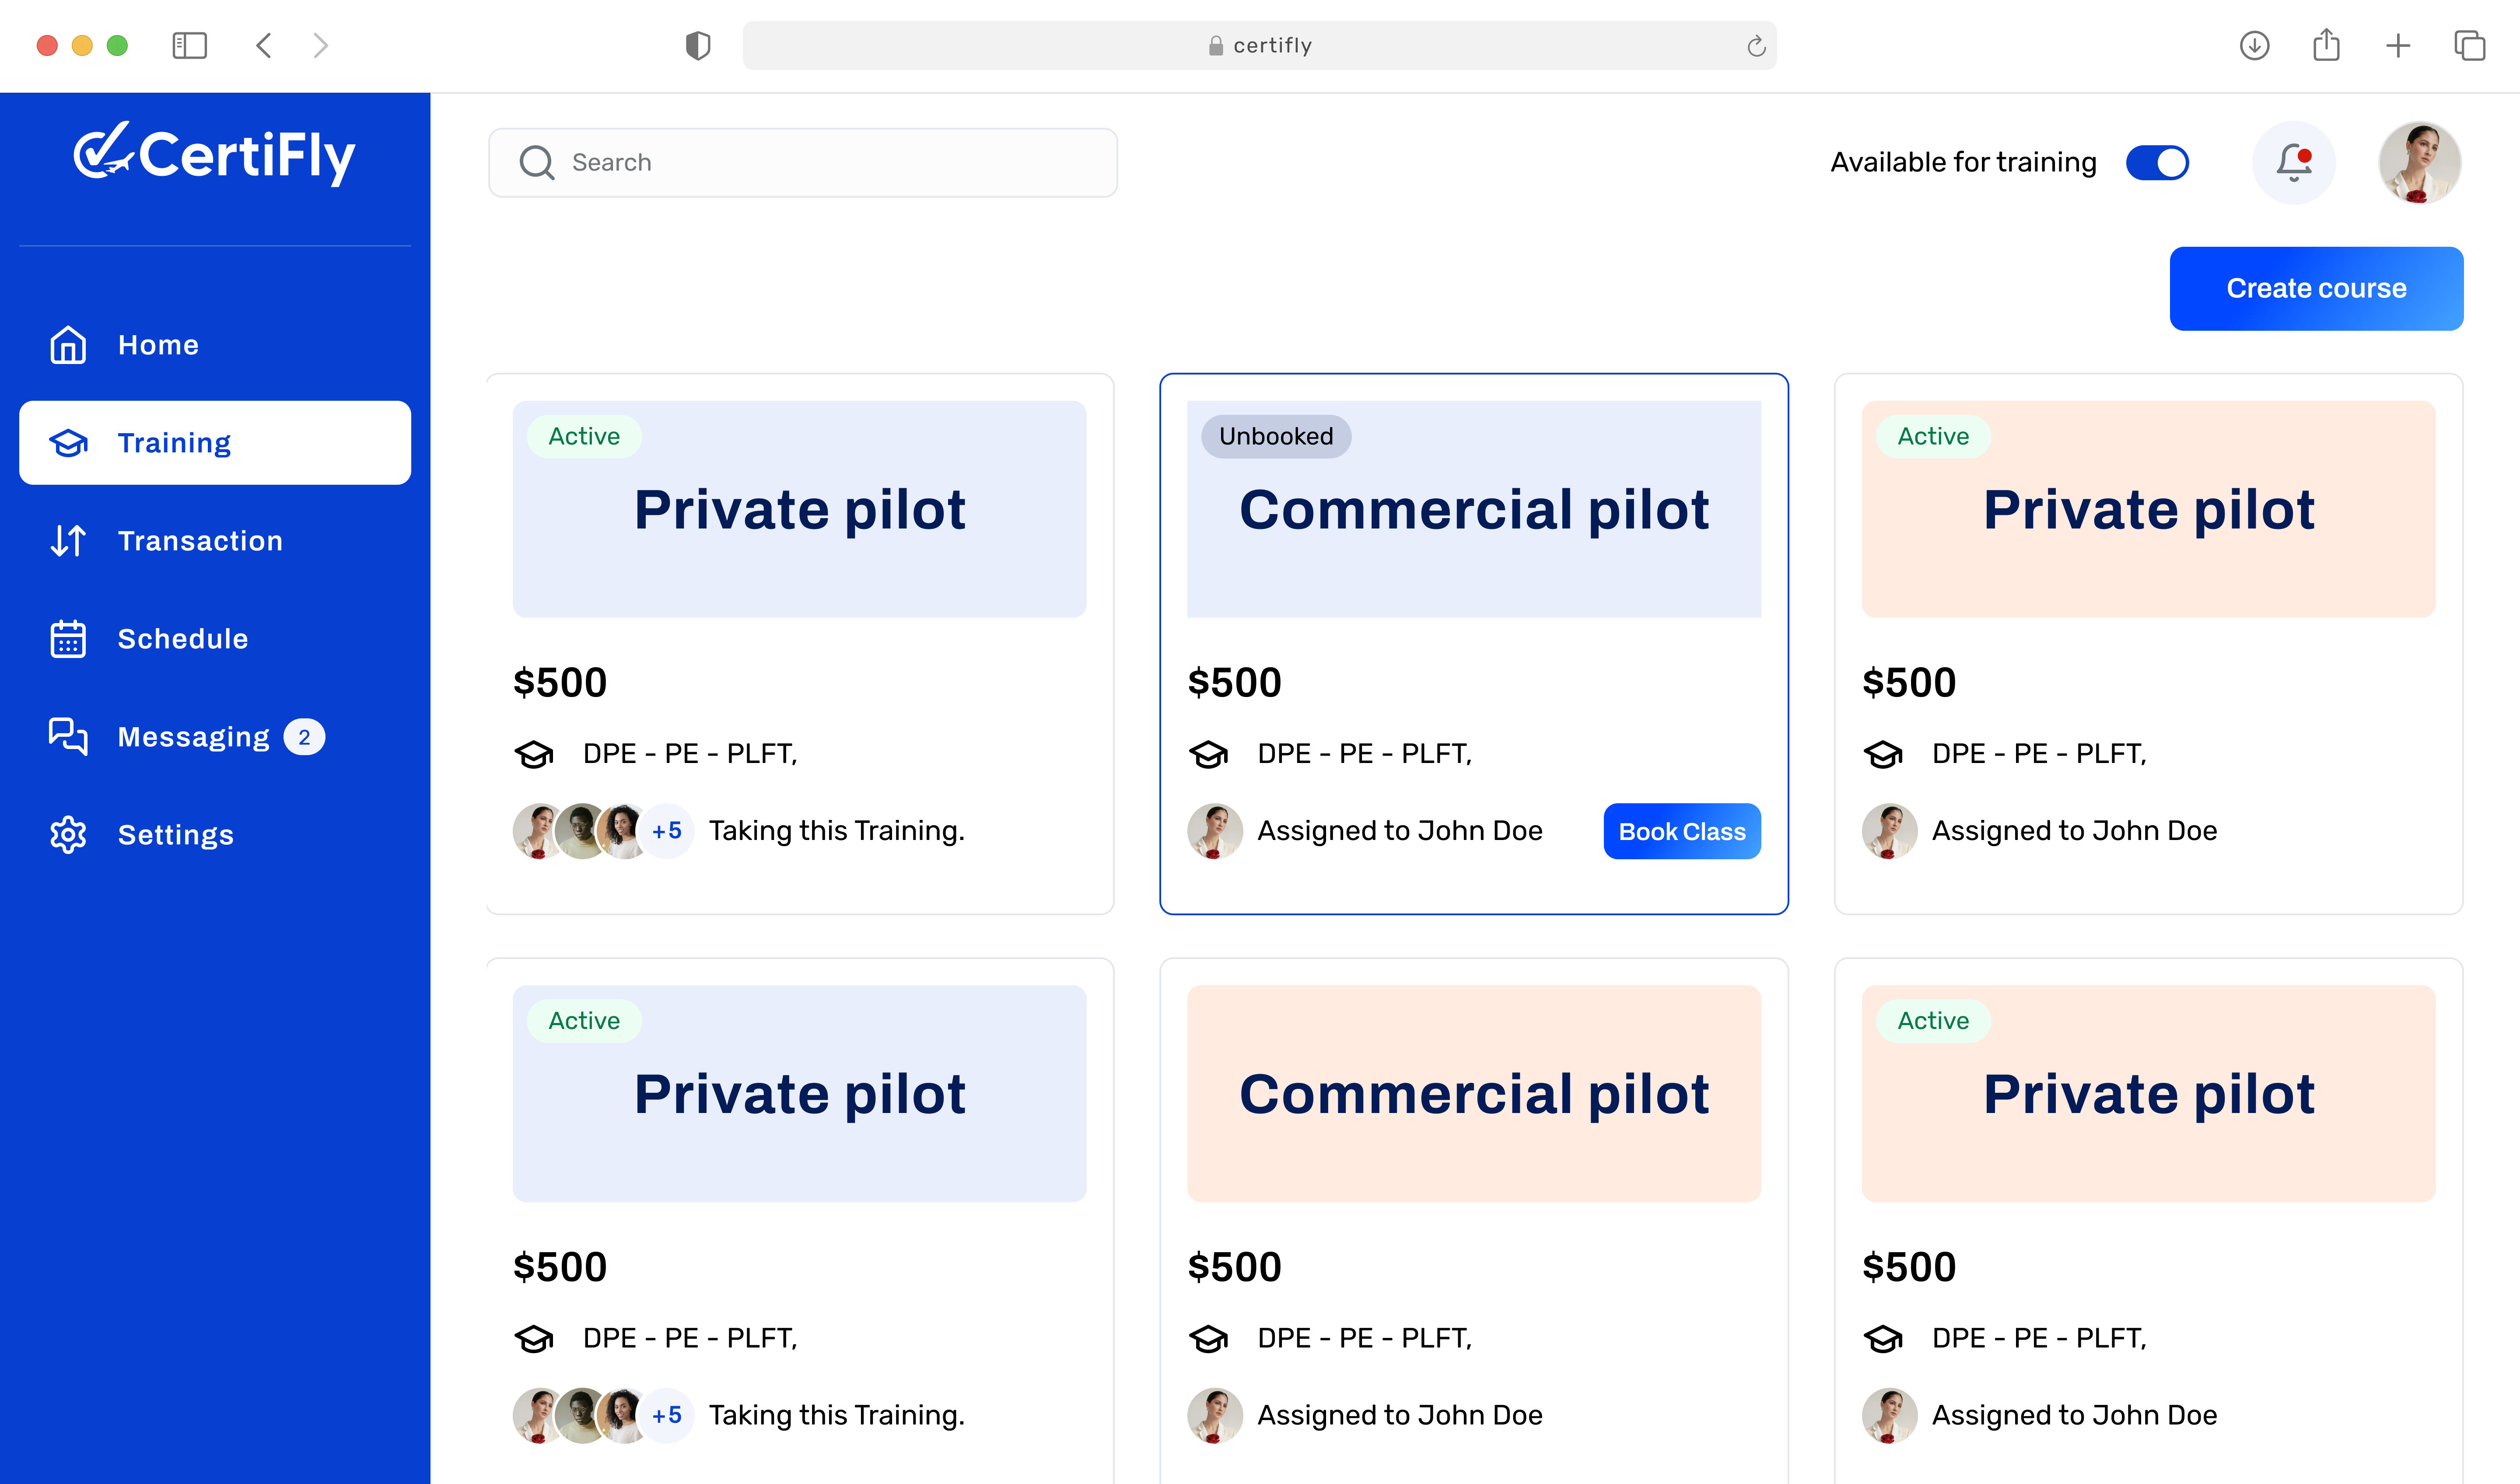 certifly
CertiFly
Search
Available for training
Create course
Home
Training
Transaction
Schedule
Messaging 2
Settings
Active
Private pilot
$500
DPE - PE - PLFT,
+5 Taking this Training.
Unbooked
Commercial pilot
$500
DPE - PE - PLFT,
Assigned to John Doe
Book Class
Active
Private pilot
$500
DPE - PE - PLFT,
Assigned to John Doe
Active
Private pilot
$500
DPE - PE - PLFT,
+5 Taking this Training.
Commercial pilot
$500
DPE - PE - PLFT,
Assigned to John Doe
Active
Private pilot
$500
DPE - PE - PLFT,
Assigned to John Doe